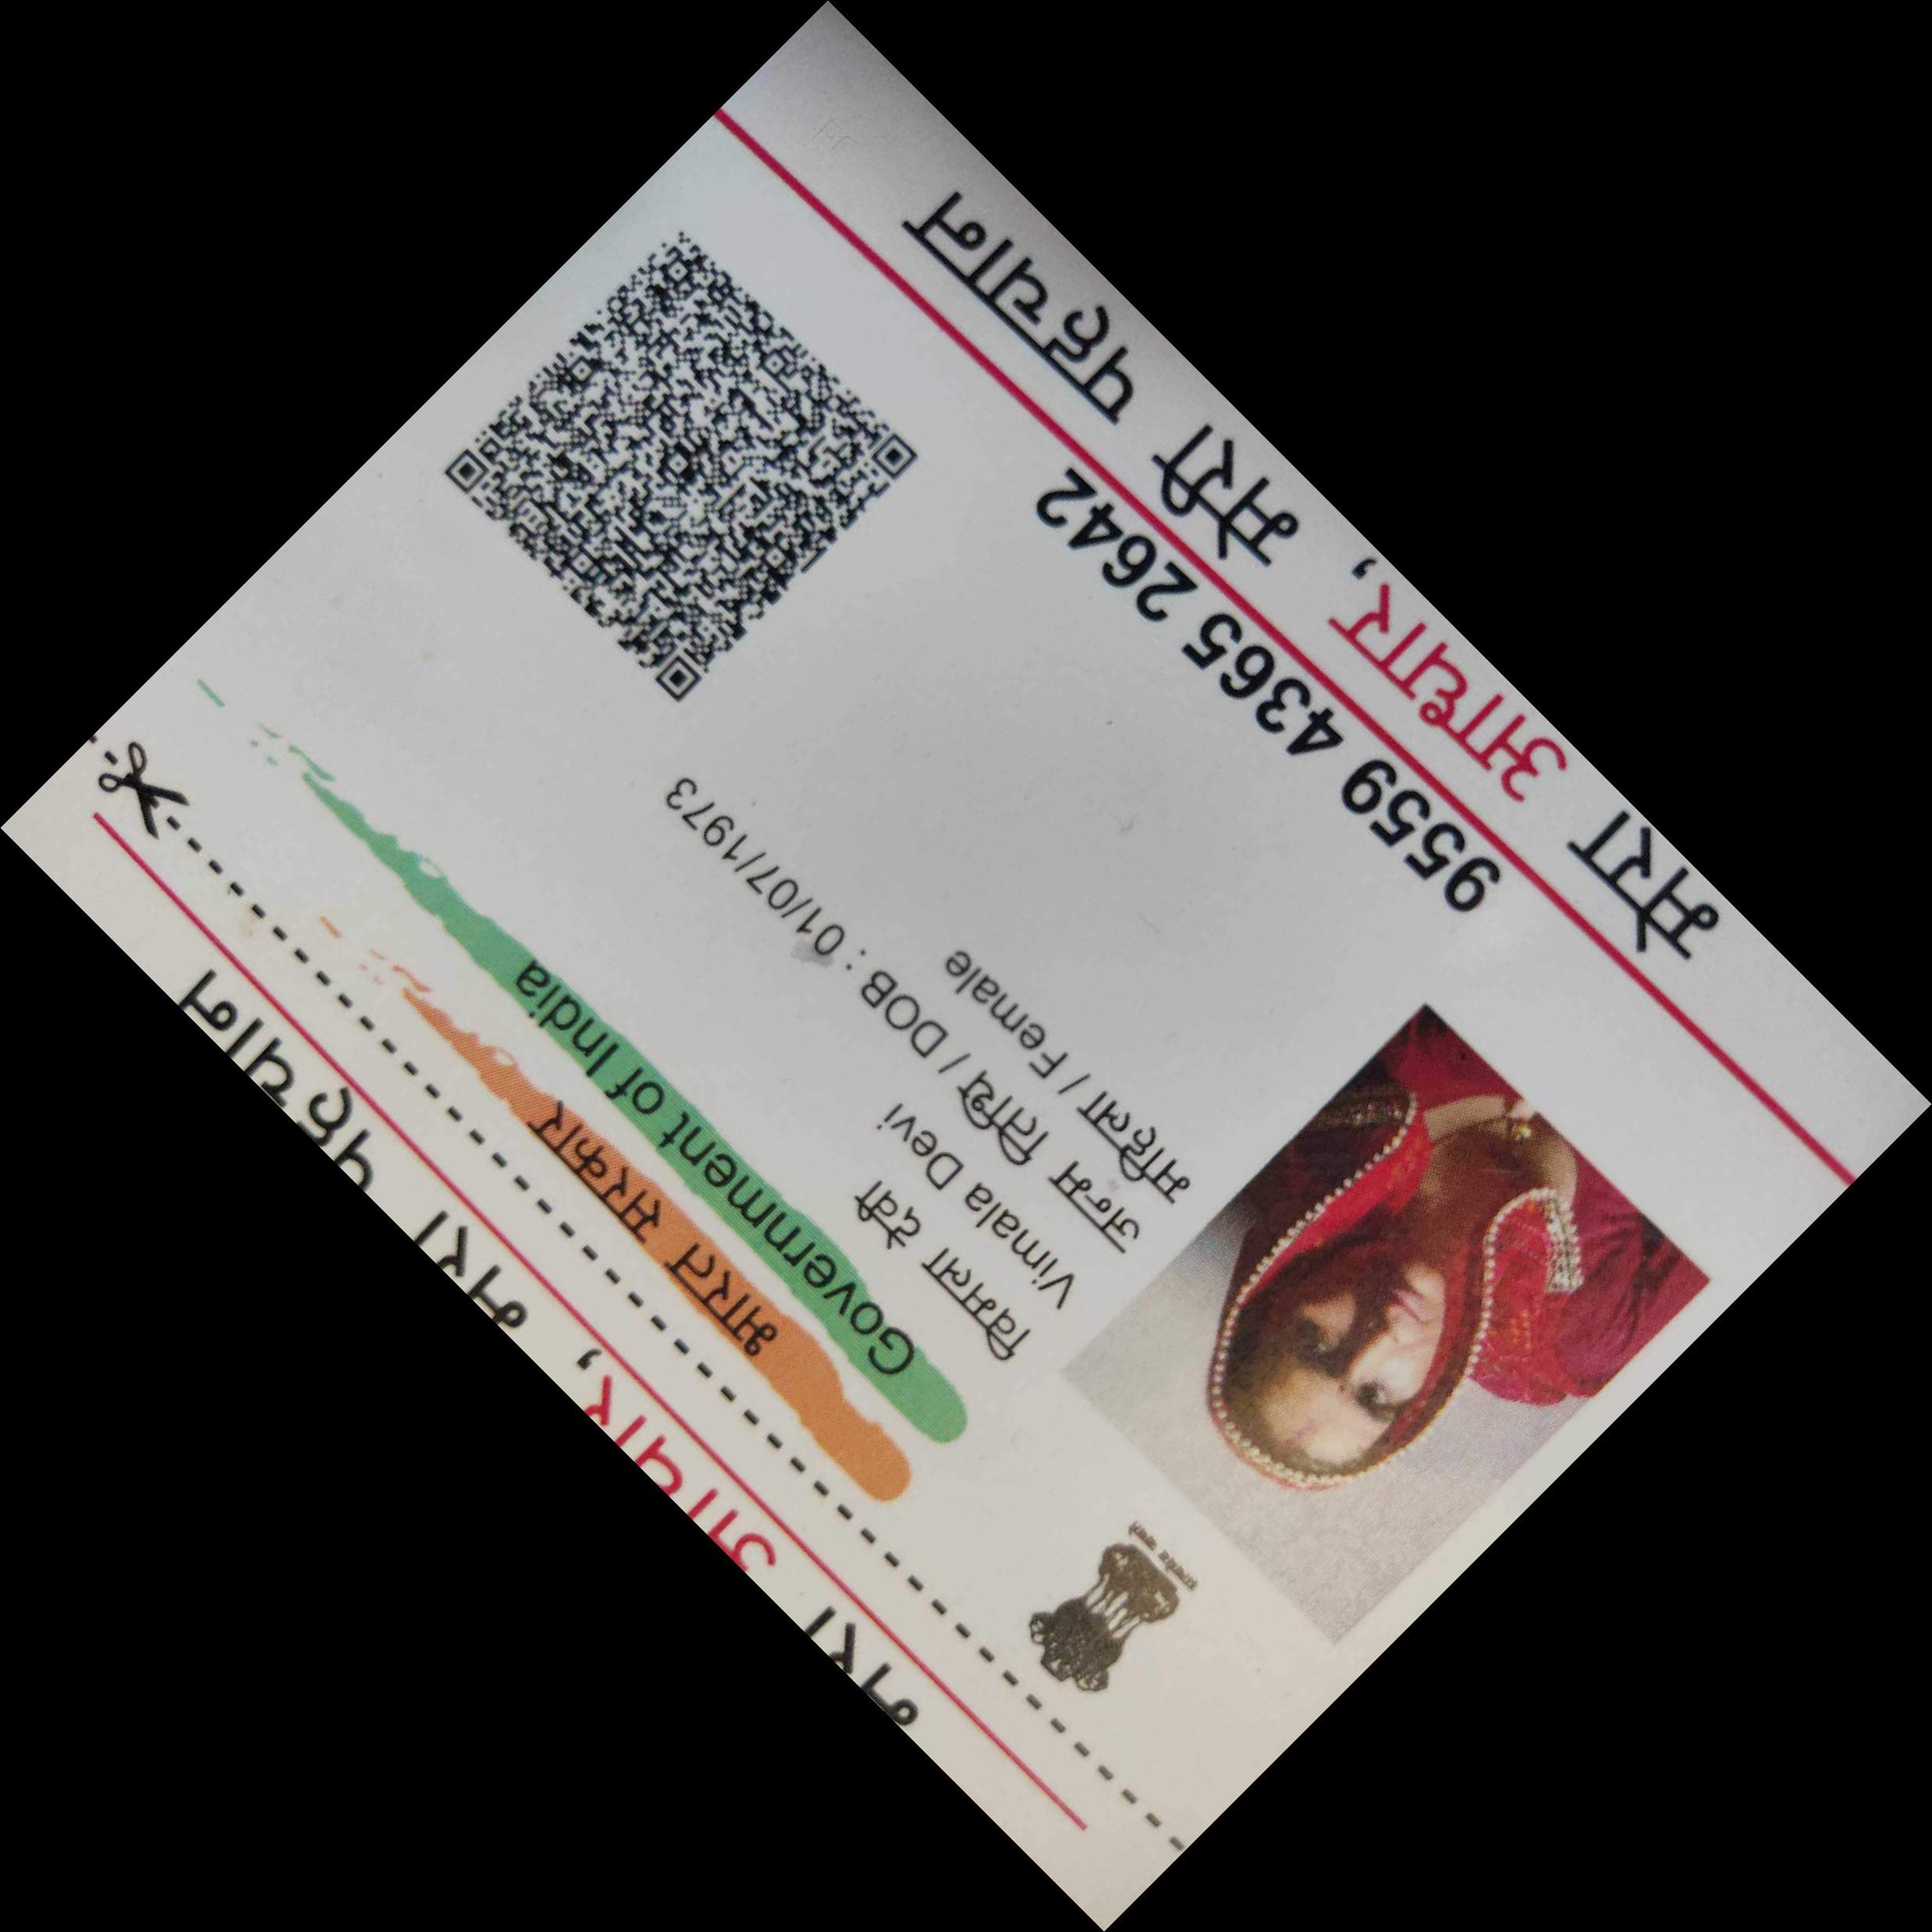 मेरा आधार, मेरी पहचान
भारत सरकार
Government of India
विमला देवी
Vimala Devi
जन्म तिथि / DOB : 01/07/1973
महिला / Female
9559 4365 2642
मेरा आधार, मेरी पहचान